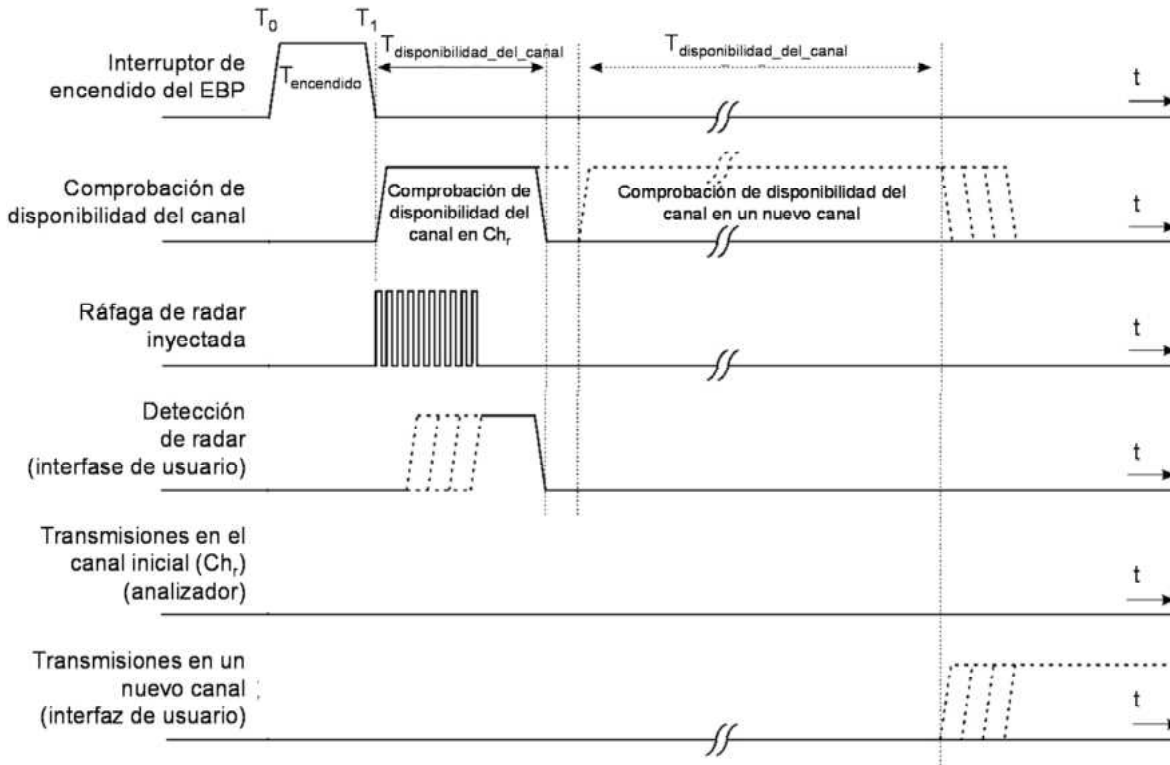 T0 T1
Interruptor de
encendido del EBP
Tencendido
Tdisponibilidad_del_canal
Tdisponibilidad_del_canal
t
Comprobación de
disponibilidad del canal
Comprobación de
disponibilidad del
canal en Chr
Comprobación de disponibilidad del
canal en un nuevo canal
t
Ráfaga de radar
inyectada
t
Detección
de radar
(interfase de usuario)
t
Transmisiones en el
canal inicial (Chr)
(analizador)
t
Transmisiones en un
nuevo canal
(interfaz de usuario)
t